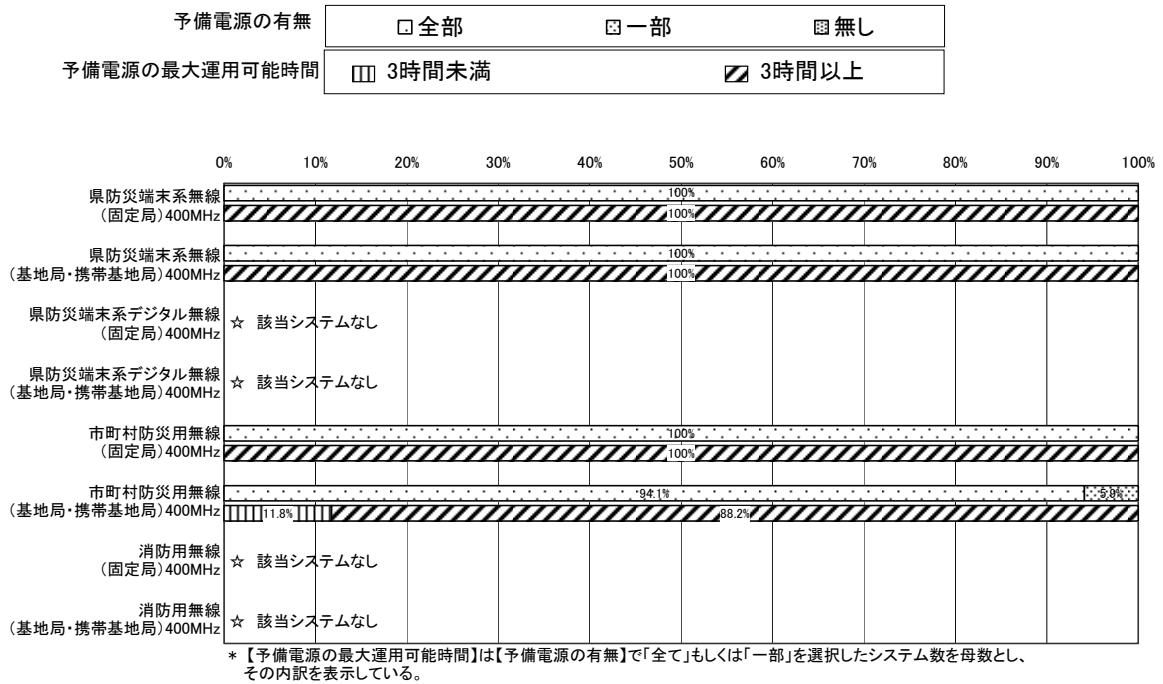 予備電源の有無
全部 一部 無し
予備電源の最大運用可能時間
3時間未満 3時間以上
0% 10% 20% 30% 40% 50% 60% 70% 80% 90% 100%
県防災端末系無線
(固定局)400MHz
100%
100%
県防災端末系無線
(基地局・携帯基地局)400MHz
100%
100%
県防災端末系デジタル無線
(固定局)400MHz
☆ 該当システムなし
県防災端末系デジタル無線
(基地局・携帯基地局)400MHz
☆ 該当システムなし
市町村防災用無線
(固定局)400MHz
100%
100%
市町村防災用無線
(基地局・携帯基地局)400MHz
94.1% 5.9%
11.8% 88.2%
消防用無線
(固定局)400MHz
☆ 該当システムなし
消防用無線
(基地局・携帯基地局)400MHz
☆ 該当システムなし
* 【予備電源の最大運用可能時間】は【予備電源の有無】で「全て」もしくは「一部」を選択したシステム数を母数とし、
その内訳を表示している。